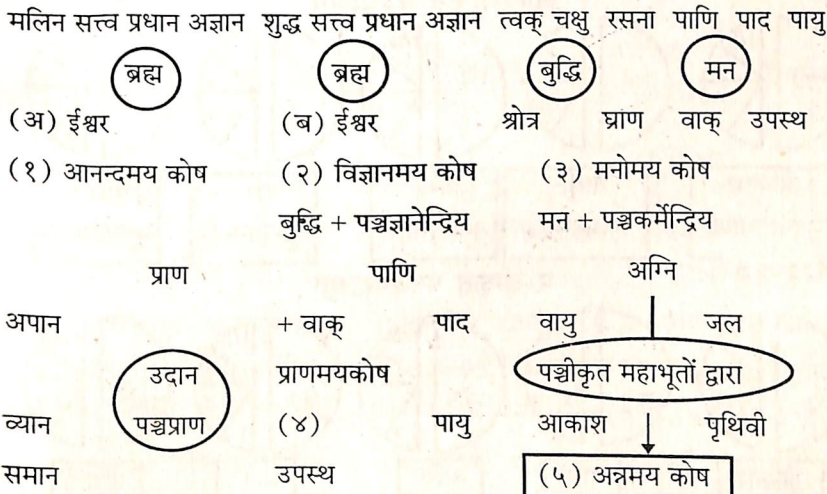 मलिन सत्त्व प्रधान अज्ञान शुद्ध सत्त्व प्रधान अज्ञान त्वक् चक्षु रसना पाणि पाद पायु
ब्रह्म ब्रह्म बुद्धि मन
(अ) ईश्वर (ब) ईश्वर श्रोत्र घ्राण वाक् उपस्थ
(१) आनन्दमय कोष (२) विज्ञानमय कोष (३) मनोमय कोष
बुद्धि + पञ्चज्ञानेन्द्रिय मन + पञ्चकर्मेन्द्रिय
प्राण पाणि अग्नि
अपान + वाक् पाद वायु जल
उदान प्राणमयकोष पञ्चीकृत महाभूतों द्वारा
व्यान पञ्चप्राण (४) पायु आकाश पृथिवी
समान उपस्थ (५) अन्नमय कोष